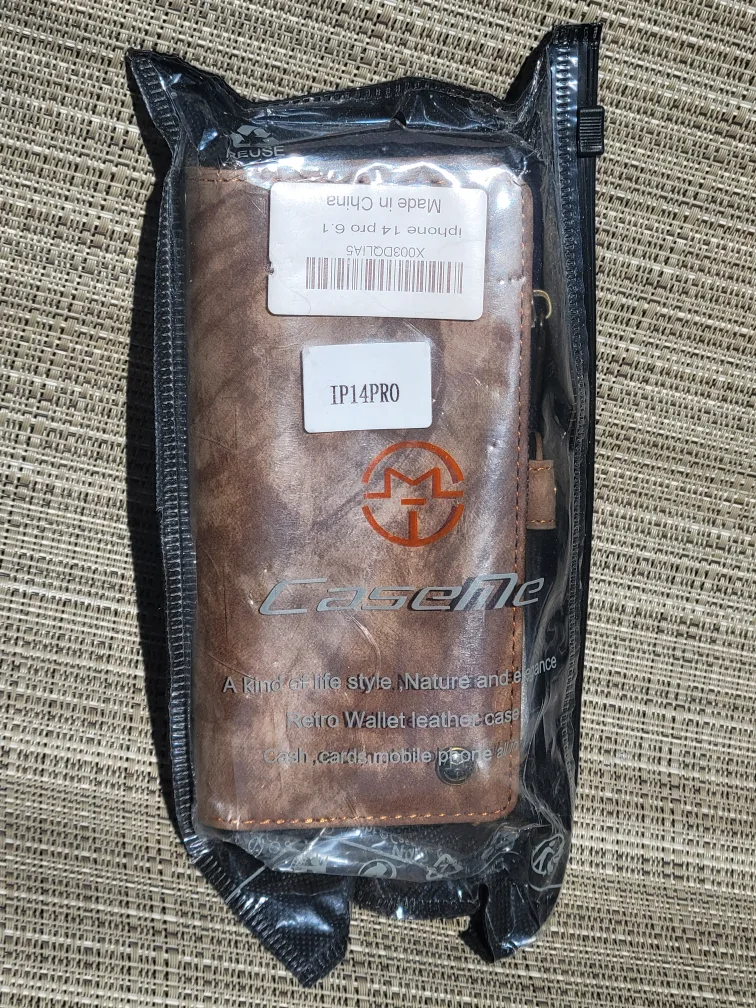 REUSE
Made in China
iphone 14 pro 6.1
X003DQLIA5
IP14PRO
CaseMe
A kind of life style, Nature and elegance
Retro Wallet leather case
Cash ,cards,mobile phone all